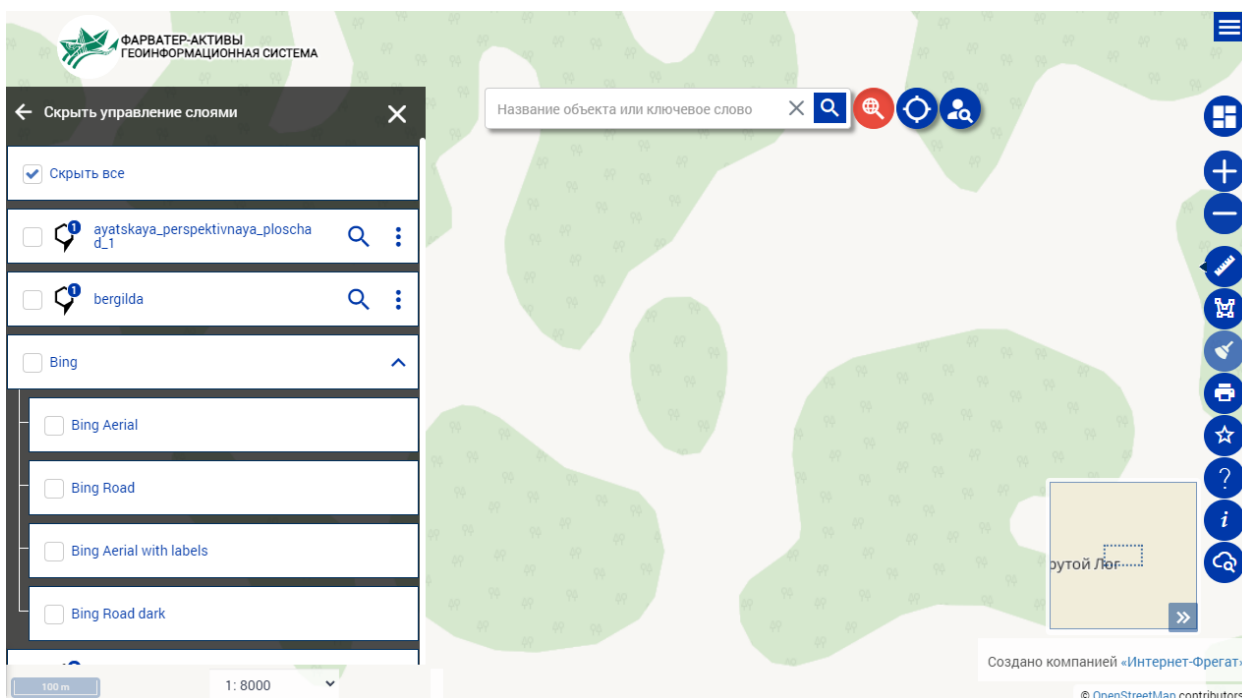 ФАРВАТЕР-АКТИВЫ
ГЕОИНФОРМАЦИОННАЯ СИСТЕМА
Скрыть управление слоями
Название объекта или ключевое слово
Скрыть все
1
ayatskaya_perspektivnaya_ploscha
d_1
1
bergilda
Bing
Bing Aerial
Bing Road
Bing Aerial with labels
Bing Road dark
?
i
рутой Лог
Создано компанией «Интернет-Фрегат»
100 m
1: 8000
© OpenStreetMap contributors